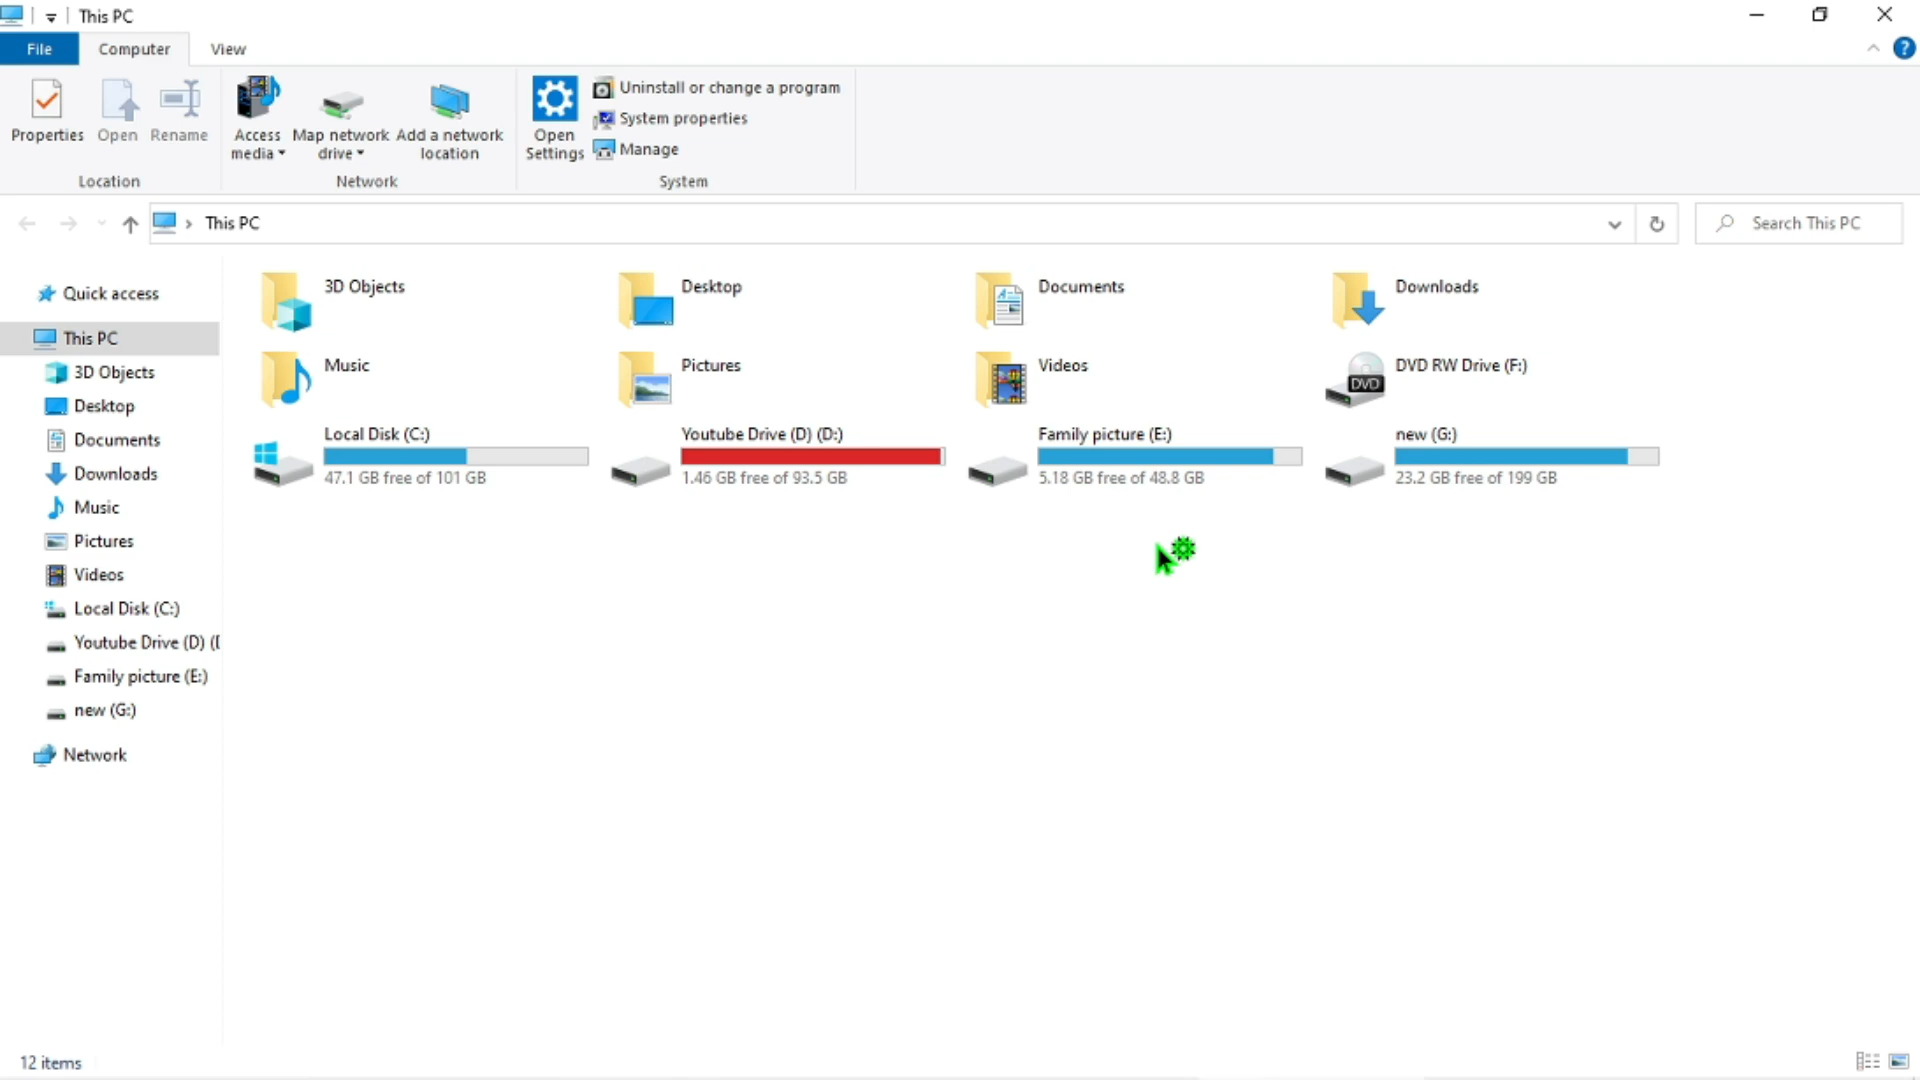 This PC
File Computer View
?
Uninstall or change a program
System properties
Manage
Properties Open Rename Access media Map network drive Add a network location Open Settings
Location Network System
This PC
Search This PC
Quick access
This PC
3D Objects
Desktop
Documents
Downloads
Music
Pictures
Videos
Local Disk (C:)
Youtube Drive (D) (
Family picture (E:)
new (G:)
Network
3D Objects Desktop Documents Downloads
Music Pictures Videos DVD RW Drive (F:)
DVD
Local Disk (C:) Youtube Drive (D) (D:) Family picture (E:) new (G:)
47.1 GB free of 101 GB 1.46 GB free of 93.5 GB 5.18 GB free of 48.8 GB 23.2 GB free of 199 GB
12 items